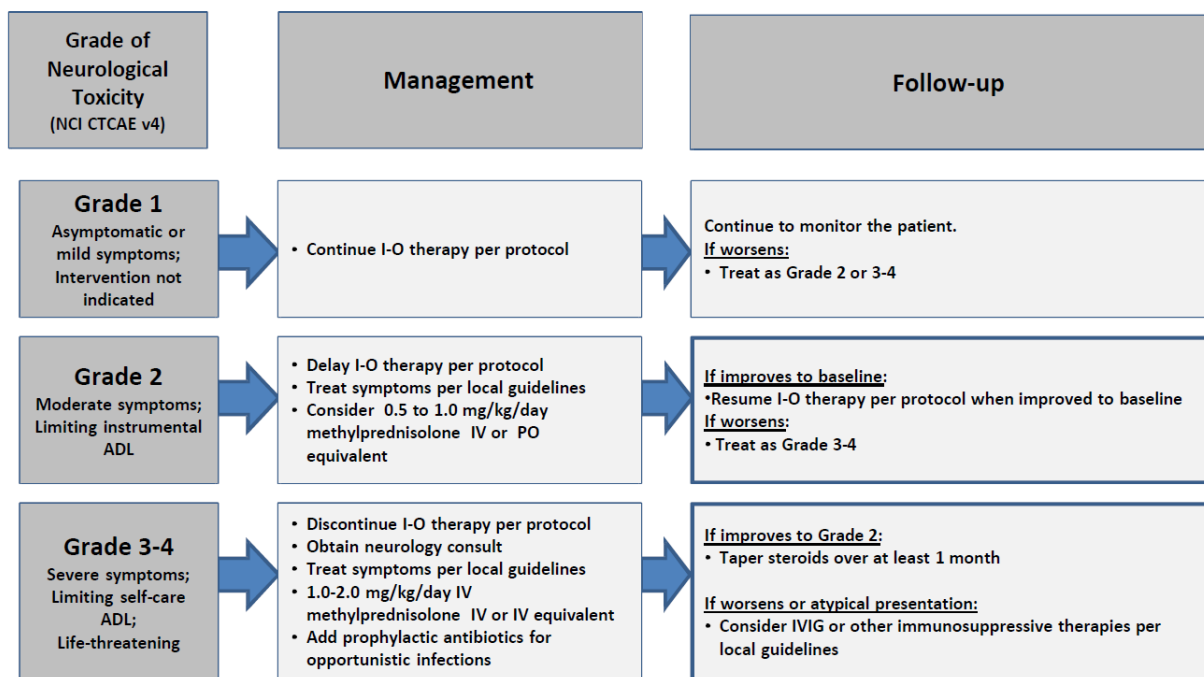 Grade of
Neurological
Toxicity
(NCI CTCAE v4)
Management
Follow-up
Grade 1
Asymptomatic or
mild symptoms;
Intervention not
indicated
• Continue I-O therapy per protocol
Continue to monitor the patient.
If worsens:
• Treat as Grade 2 or 3-4
Grade 2
Moderate symptoms;
Limiting instrumental
ADL
• Delay I-O therapy per protocol
• Treat symptoms per local guidelines
• Consider 0.5 to 1.0 mg/kg/day
methylprednisolone IV or PO
equivalent
If improves to baseline:
•Resume I-O therapy per protocol when improved to baseline
If worsens:
• Treat as Grade 3-4
Grade 3-4
Severe symptoms;
Limiting self-care
ADL;
Life-threatening
• Discontinue I-O therapy per protocol
• Obtain neurology consult
• Treat symptoms per local guidelines
• 1.0-2.0 mg/kg/day IV
methylprednisolone IV or IV equivalent
• Add prophylactic antibiotics for
opportunistic infections
If improves to Grade 2:
• Taper steroids over at least 1 month
If worsens or atypical presentation:
• Consider IVIG or other immunosuppressive therapies per
local guidelines